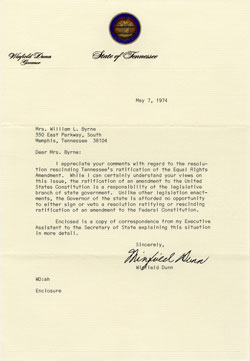 Winfield Dunn
Governor
State of Tennessee
May 7, 1974
Mrs. William L. Byrne
350 East Parkway, South
Memphis, Tennessee 38104
Dear Mrs. Byrne:
I appreciate your comments with regard to the resolu-
tion rescinding Tennessee's ratification of the Equal Rights
Amendment. While I can certainly understand your views on
this issue, the ratification of an amendment to the United
States Constitution is a responsibility of the legislative
branch of state government. Unlike other legislation enact-
ments, the Governor of the state is afforded no opportunity
to either sign or veto a resolution ratifying or rescinding
ratification of an amendment to the Federal Constitution.
Enclosed is a copy of correspondence from my Executive
Assistant to the Secretary of State explaining this situation
in more detail.
Sincerely,
Winfield Dunn
Winfield Dunn
WD:ah
Enclosure